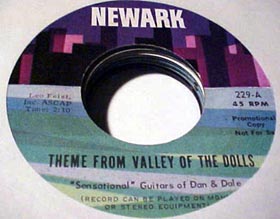 NEWARK
Leo Feist,
Inc ASCAP
Time: 2:10
229-A
45 RPM
Promotional
Copy
Not For Sa
THEME FROM VALLEY OF THE DOLLS
"Sensational" Guitars of Dan & Dale
(RECORD CAN BE PLAYED ON MONO
OR STEREO EQUIPMENT)